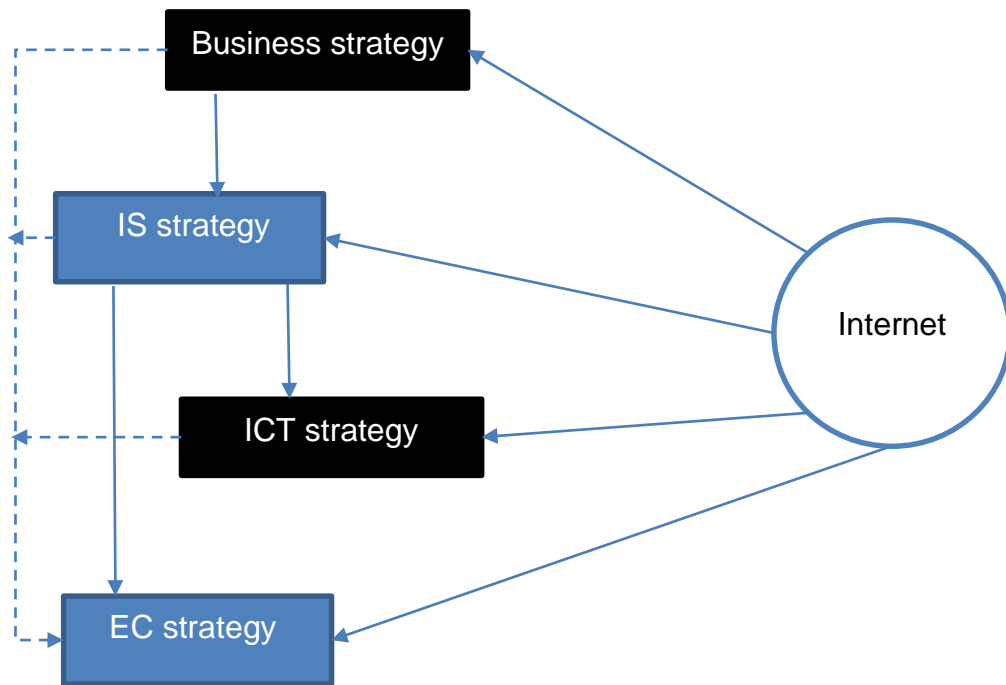 Business strategy
IS strategy
Internet
ICT strategy
EC strategy